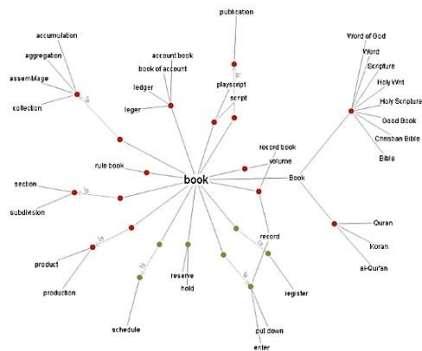 publication
accumulation
Word of God
aggregation
account book
Word
book of account
Scripture
assemblage
ledger
playscript
Holy Writ
collection
leger
script
Holy Scripture
Good Book
record book
Christian Bible
volume
Bible
rule book
book
Book
section
subdivision
Quran
record
Koran
product
reserve
al-Qur'an
hold
production
register
schedule
put down
enter